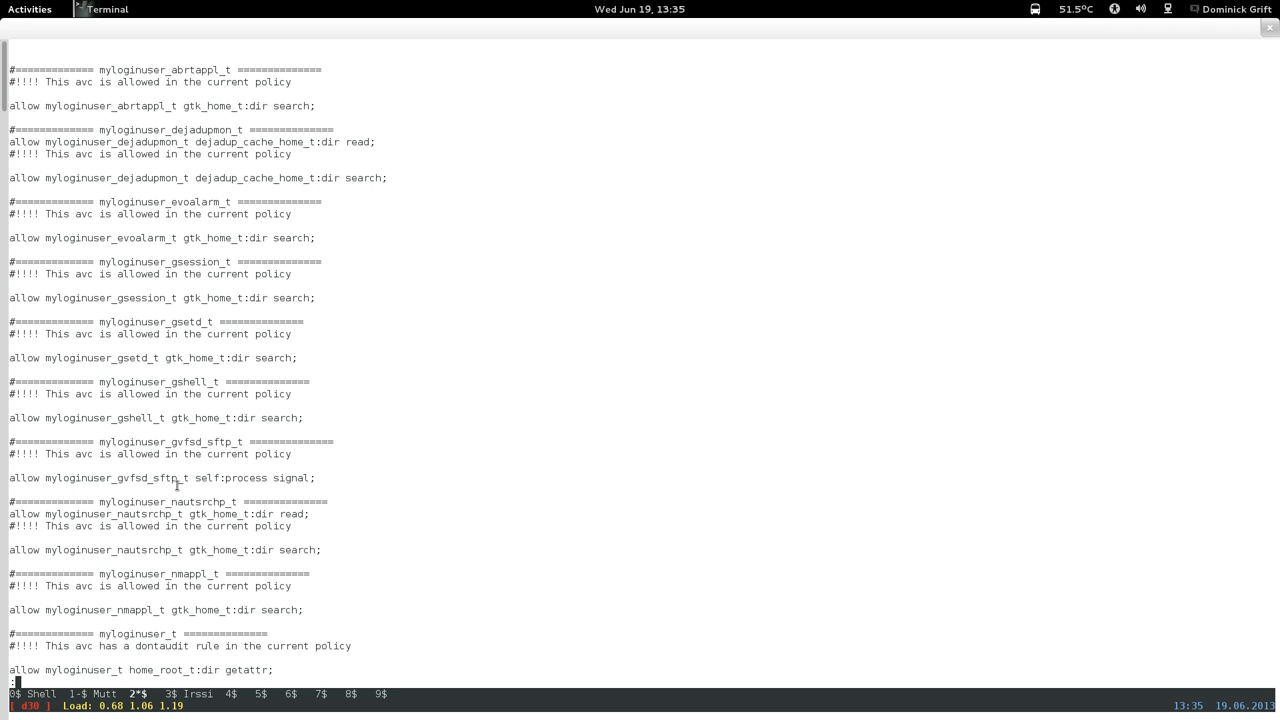 Activities Terminal Wed Jun 19, 13:35 51.5°C Dominick Grift
#============= myloginuser_abrtappl_t ==============
#!!!! This avc is allowed in the current policy
allow myloginuser_abrtappl_t gtk_home_t:dir search;
#============= myloginuser_dejadupmon_t ==============
allow myloginuser_dejadupmon_t dejadup_cache_home_t:dir read;
#!!!! This avc is allowed in the current policy
allow myloginuser_dejadupmon_t dejadup_cache_home_t:dir search;
#============= myloginuser_evoalarm_t ==============
#!!!! This avc is allowed in the current policy
allow myloginuser_evoalarm_t gtk_home_t:dir search;
#============= myloginuser_gsession_t ==============
#!!!! This avc is allowed in the current policy
allow myloginuser_gsession_t gtk_home_t:dir search;
#============= myloginuser_gsetd_t ==============
#!!!! This avc is allowed in the current policy
allow myloginuser_gsetd_t gtk_home_t:dir search;
#============= myloginuser_gshell_t ==============
#!!!! This avc is allowed in the current policy
allow myloginuser_gshell_t gtk_home_t:dir search;
#============= myloginuser_gvfsd_sftp_t ==============
#!!!! This avc is allowed in the current policy
allow myloginuser_gvfsd_sftp_t self:process signal;
#============= myloginuser_nautsrchp_t ==============
allow myloginuser_nautsrchp_t gtk_home_t:dir read;
#!!!! This avc is allowed in the current policy
allow myloginuser_nautsrchp_t gtk_home_t:dir search;
#============= myloginuser_nmappl_t ==============
#!!!! This avc is allowed in the current policy
allow myloginuser_nmappl_t gtk_home_t:dir search;
#============= myloginuser_t ==============
#!!!! This avc has a dontaudit rule in the current policy
allow myloginuser_t home_root_t:dir getattr;
:
0$ Shell 1-$ Mutt 2*$ 3$ Irssi 4$ 5$ 6$ 7$ 8$ 9$
[ d30 ] Load: 0.68 1.06 1.19 13:35 19.06.2013